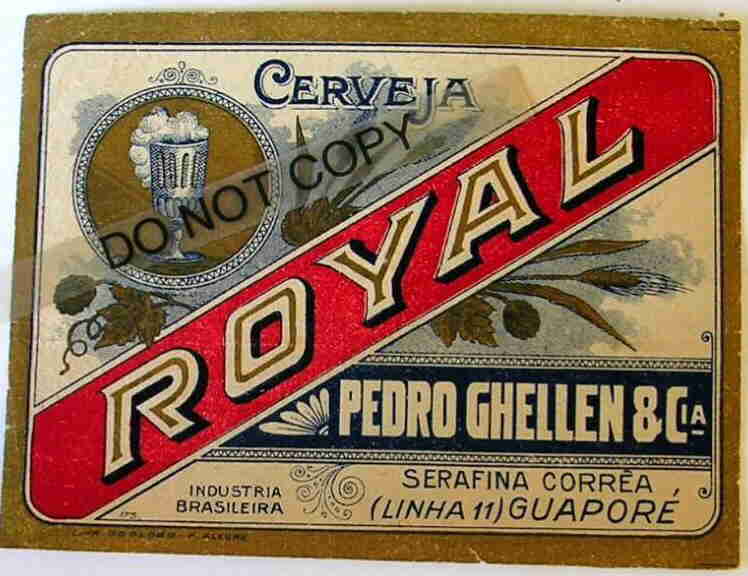 CERVEJA
DO NOT COPY
ROYAL
PEDRO GHELLEN & CIA
INDUSTRIA
BRASILEIRA
SERAFINA CORRÊA
(LINHA 11) GUAPORÉ